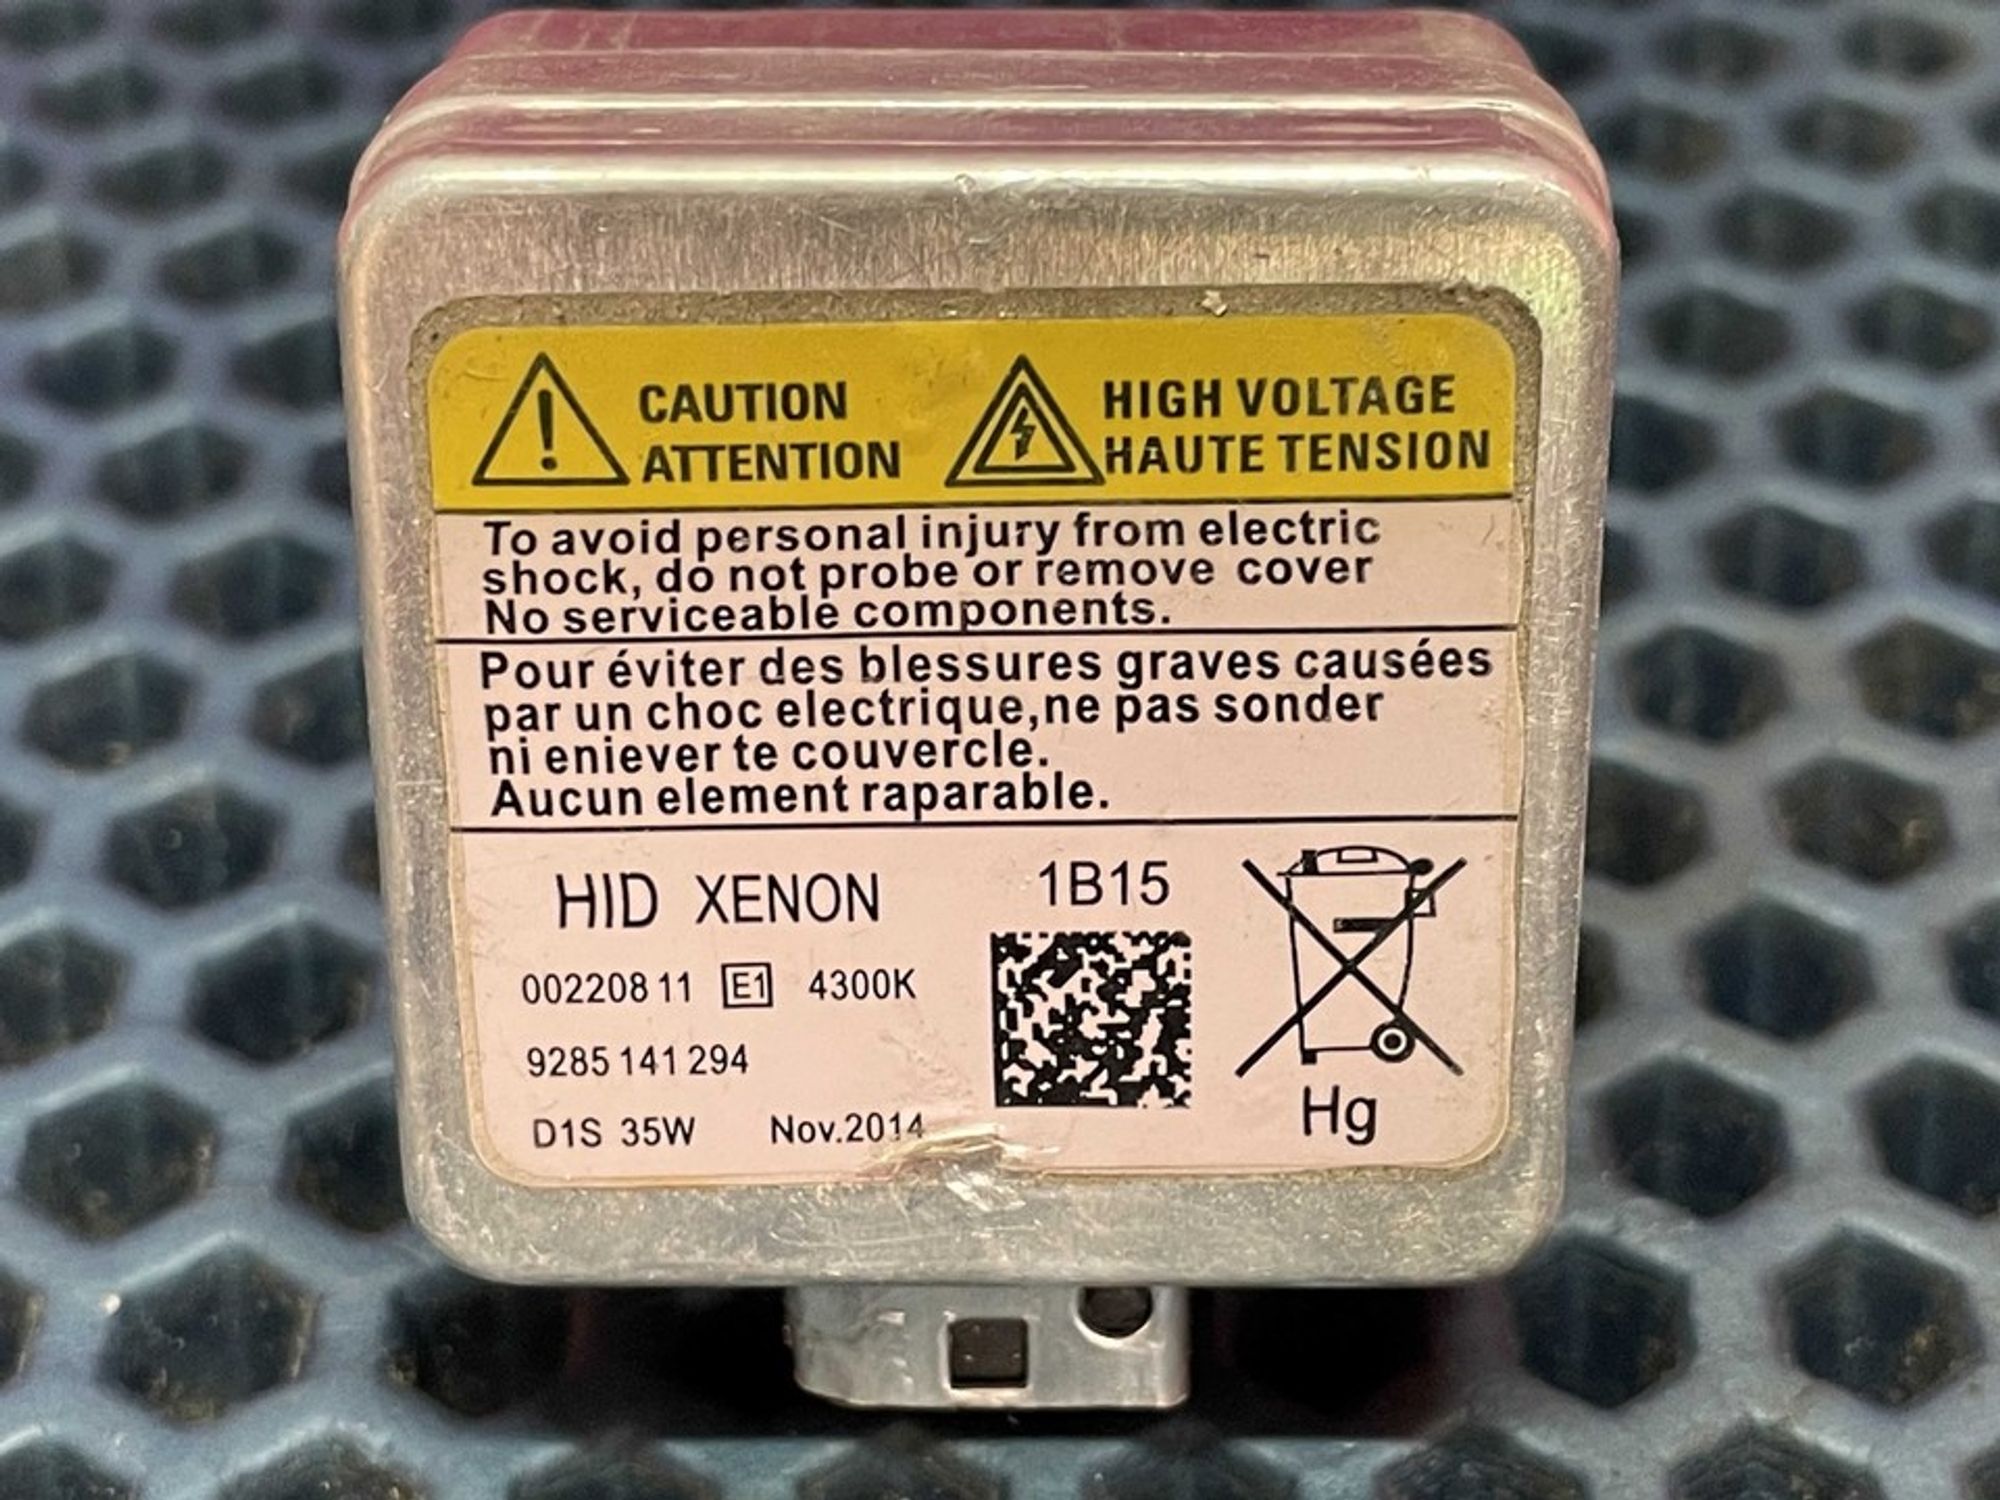 CAUTION
ATTENTION
HIGH VOLTAGE
HAUTE TENSION
To avoid personal injury from electric
shock, do not probe or remove cover
No serviceable components.
Pour éviter des blessures graves causées
par un choc electrique,ne pas sonder
ni eniever te couvercle.
Aucun element raparable.
HID XENON
1B15
00220811 E1 4300K
9285 141 294
D1S 35W Nov.2014
Hg